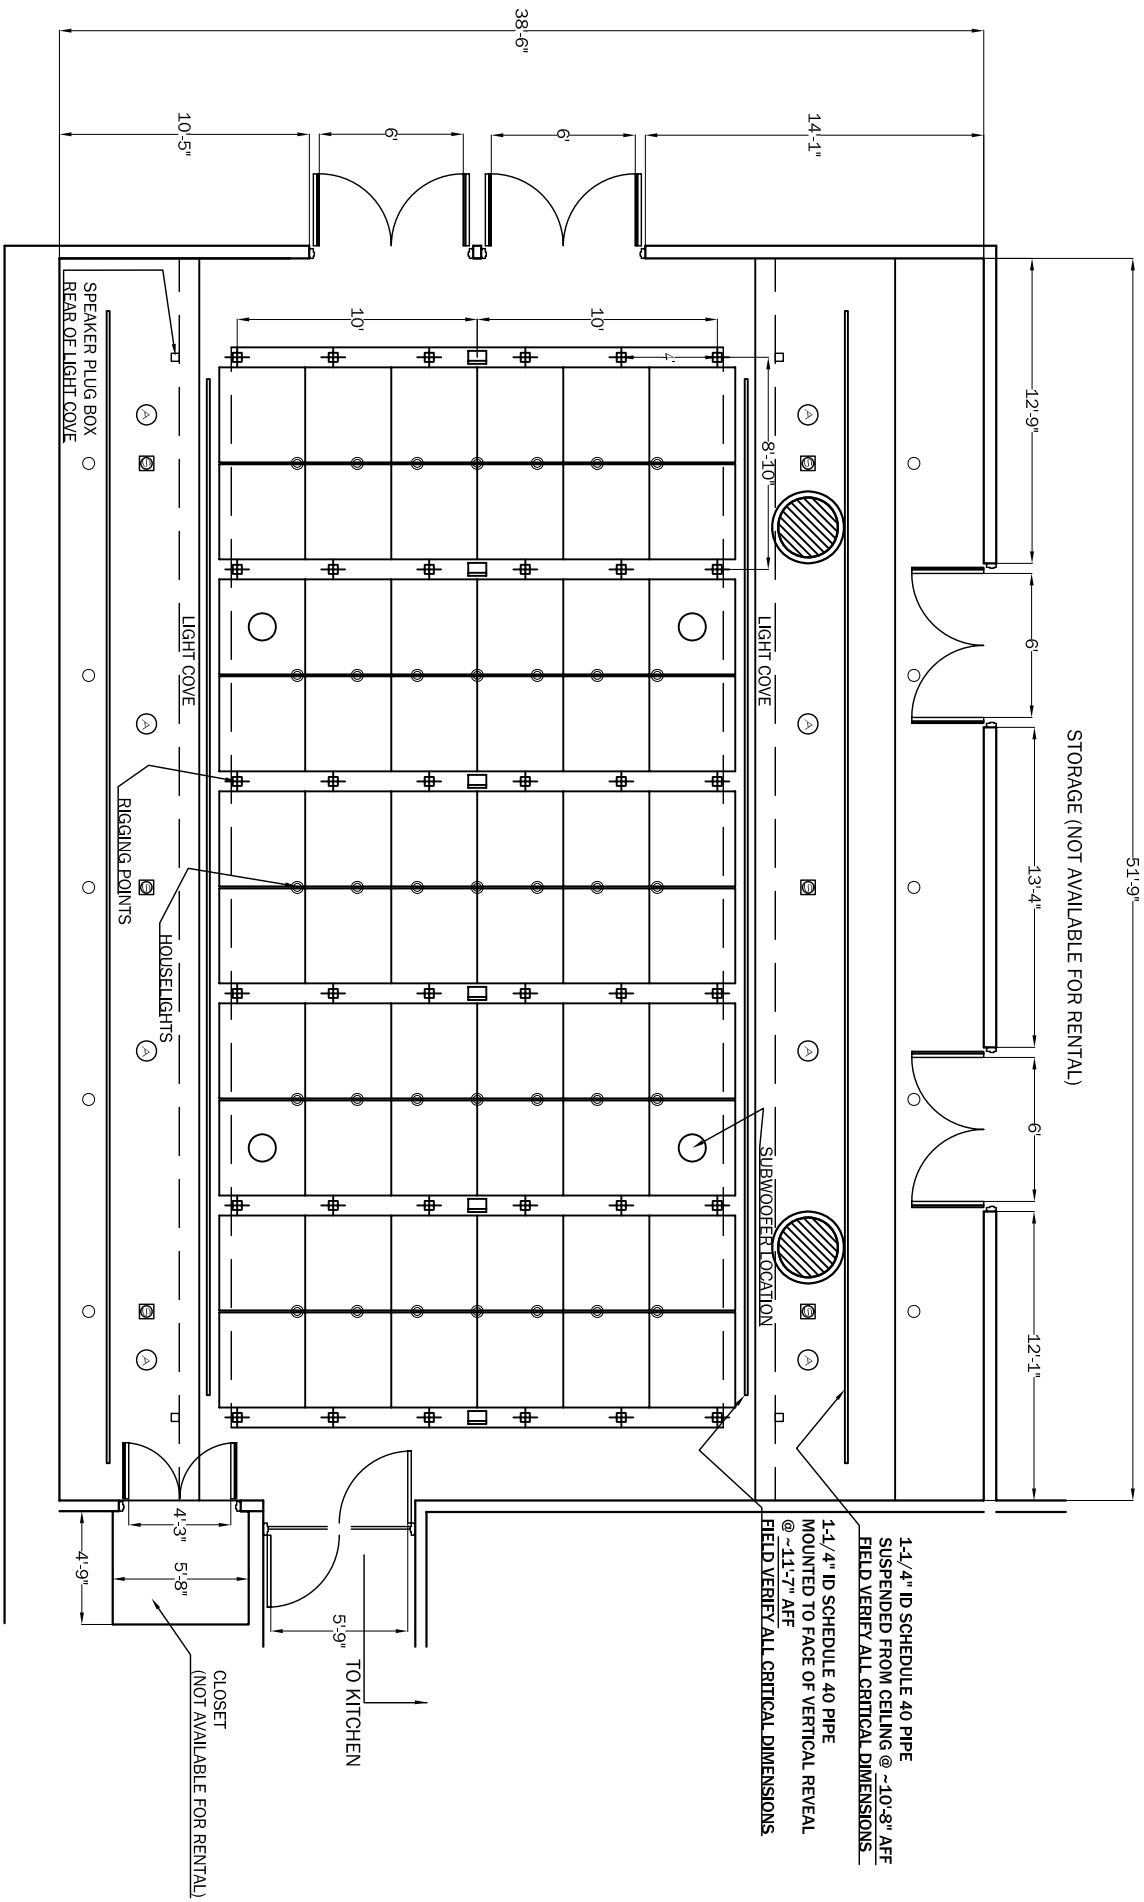 38'-6"
10'-5"
6'
6'
14'-1"
51'-9"
12'-9"
6'
13'-4"
6'
12'-1"
STORAGE (NOT AVAILABLE FOR RENTAL)
SPEAKER PLUG BOX
REAR OF LIGHT COVE
10'
10'
4'
8'-10"
A
A
A
A
A
A
A
A
S
S
S
S
S
S
LIGHT COVE
LIGHT COVE
RIGGING POINTS
HOUSELIGHTS
SUBWOOFER LOCATION
1-1/4" ID SCHEDULE 40 PIPE
SUSPENDED FROM CEILING @ ~10'-8" AFF
FIELD VERIFY ALL CRITICAL DIMENSIONS
1-1/4" ID SCHEDULE 40 PIPE
MOUNTED TO FACE OF VERTICAL REVEAL
@ ~11'-7" AFF
FIELD VERIFY ALL CRITICAL DIMENSIONS
4'-3"
5'-8"
4'-9"
5'-9"
TO KITCHEN
CLOSET
(NOT AVAILABLE FOR RENTAL)